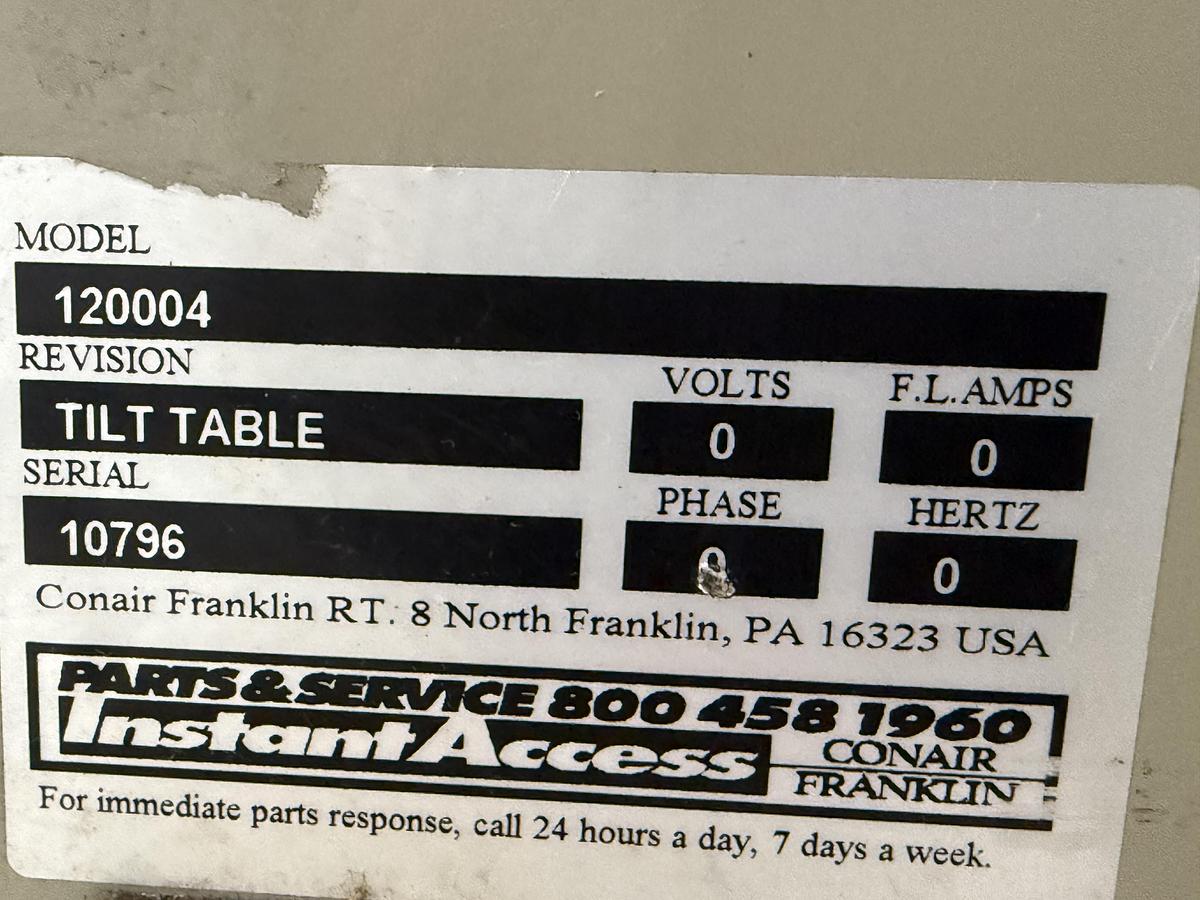 MODEL
120004
REVISION
TILT TABLE
VOLTS
0
F.L.AMPS
0
SERIAL
10796
PHASE
0
HERTZ
0
Conair Franklin RT. 8 North Franklin, PA 16323 USA
PARTS & SERVICE 800 458 1960
Instant Access
CONAIR
FRANKLIN
For immediate parts response, call 24 hours a day, 7 days a week.